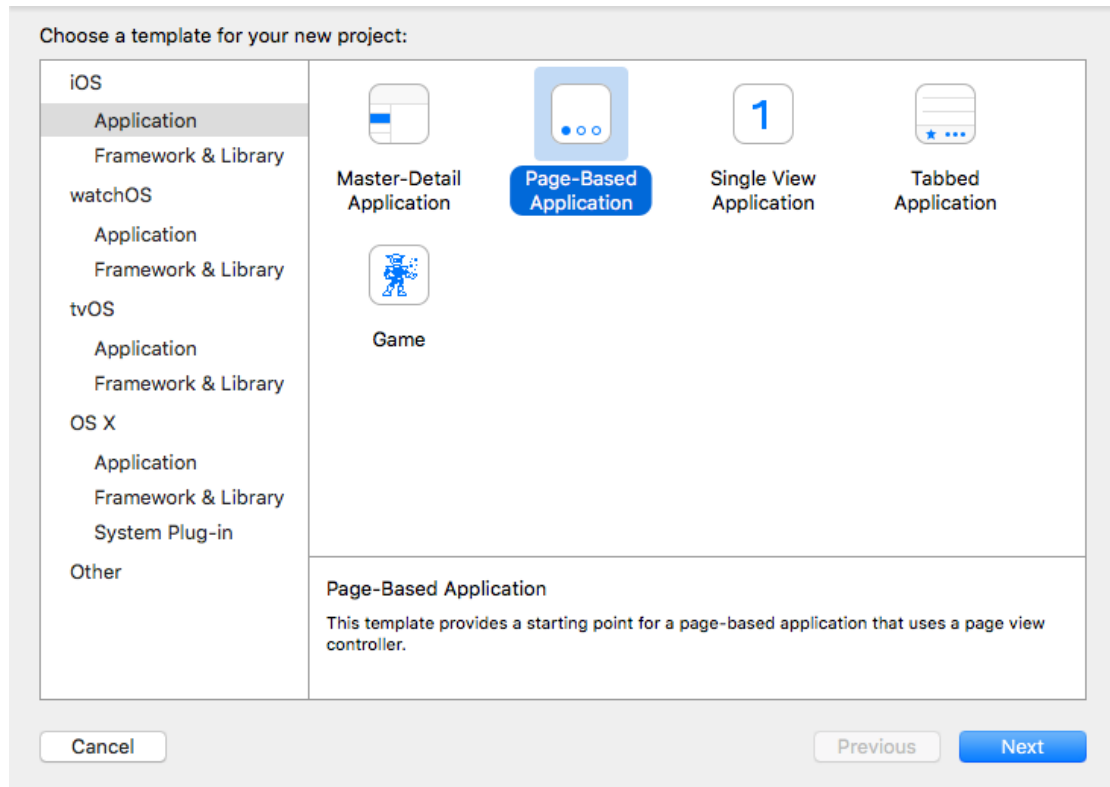 Choose a template for your new project:
iOS
Application
Framework & Library
watchOS
Application
Framework & Library
tvOS
Application
Framework & Library
OS X
Application
Framework & Library
System Plug-in
Other
Master-Detail
Application
Page-Based
Application
1
Single View
Application
Tabbed
Application
Game
Page-Based Application
This template provides a starting point for a page-based application that uses a page view
controller.
Cancel
Previous
Next